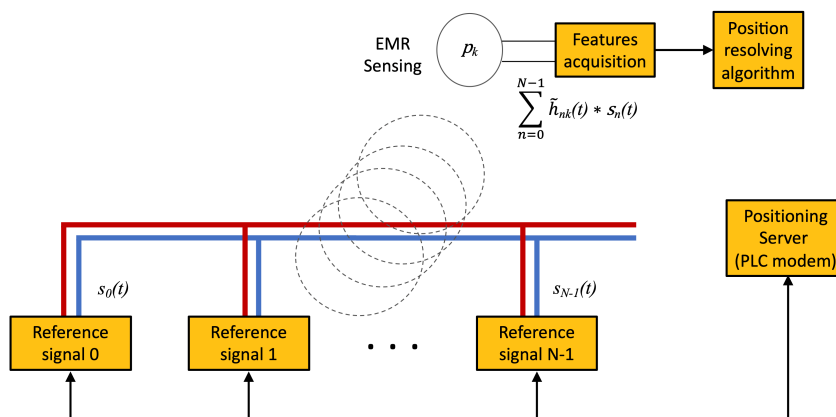 EMR
Sensing
p_k
Features
acquisition
Position
resolving
algorithm
N−1
∑ h̃_nk(t) ∗ s_n(t)
n=0
Positioning
Server
(PLC modem)
s_0(t)
s_N-1(t)
Reference
signal 0
Reference
signal 1
. . .
Reference
signal N-1